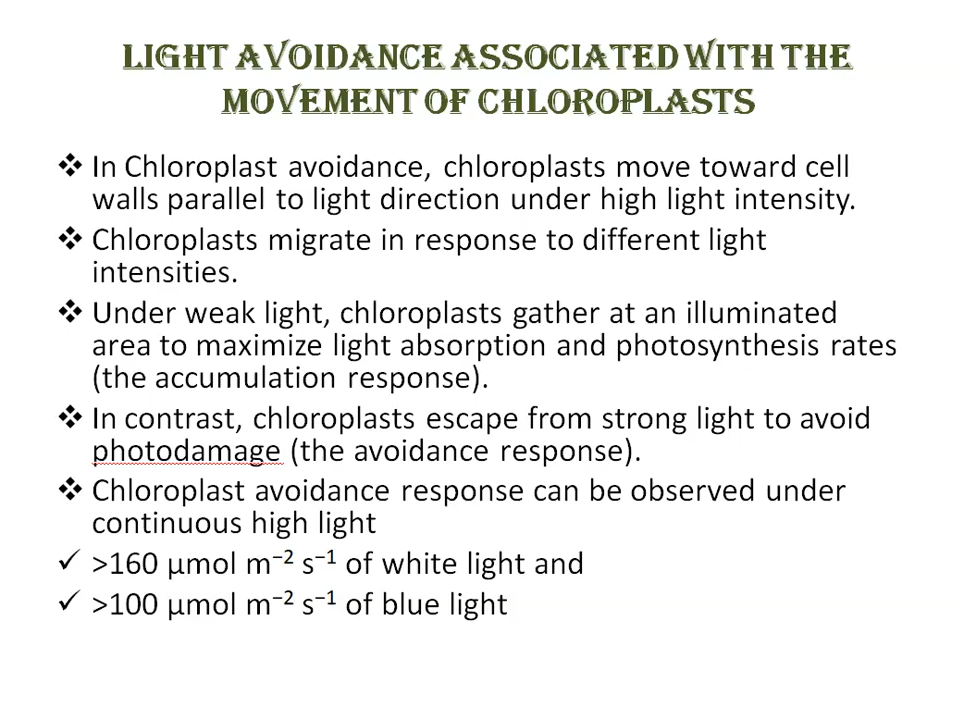 LIGHT AVOIDANCE ASSOCIATED WITH THE
MOVEMENT OF CHLOROPLASTS
❖ In Chloroplast avoidance, chloroplasts move toward cell
walls parallel to light direction under high light intensity.
❖ Chloroplasts migrate in response to different light
intensities.
❖ Under weak light, chloroplasts gather at an illuminated
area to maximize light absorption and photosynthesis rates
(the accumulation response).
❖ In contrast, chloroplasts escape from strong light to avoid
photodamage (the avoidance response).
❖ Chloroplast avoidance response can be observed under
continuous high light
✓ >160 μmol m⁻² s⁻¹ of white light and
✓ >100 μmol m⁻² s⁻¹ of blue light